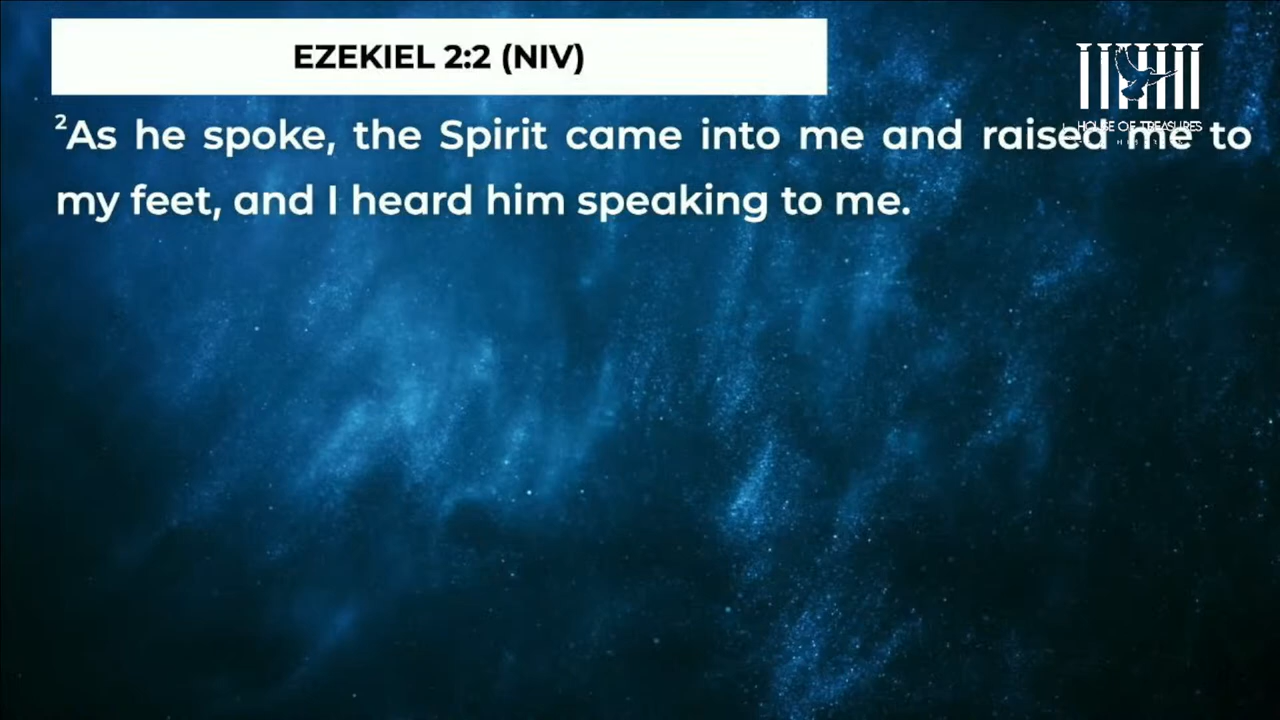 EZEKIEL 2:2 (NIV)
²As he spoke, the Spirit came into me and raised me to
my feet, and I heard him speaking to me.
HOUSE OF TREASURES